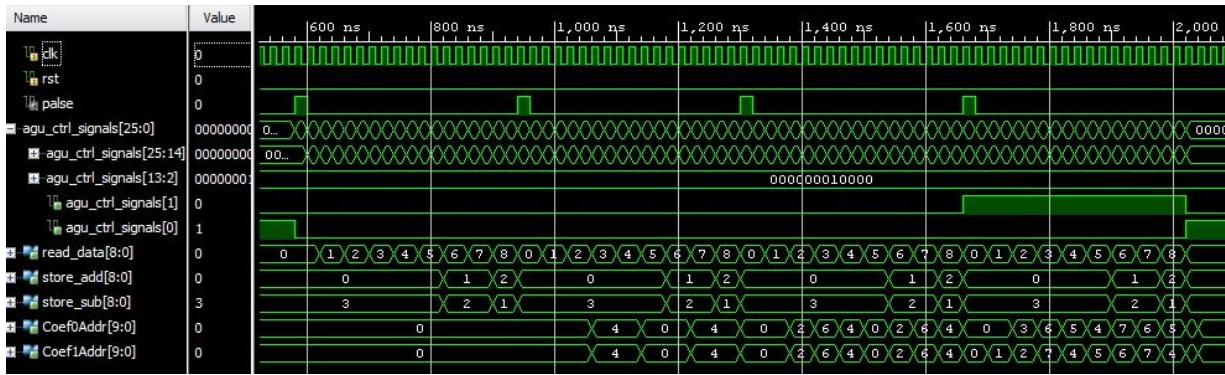 Name Value 600 ns 800 ns 1,000 ns 1,200 ns 1,400 ns 1,600 ns 1,800 ns 2,000
clk 0
rst 0
palse 0
agu_ctrl_signals[25:0] 00000000 0... 0000
agu_ctrl_signals[25:14] 00000000 00...
agu_ctrl_signals[13:2] 00000001 000000010000
agu_ctrl_signals[1] 0
agu_ctrl_signals[0] 1
read_data[8:0] 0 0 1 2 3 4 5 6 7 8 0 1 2 3 4 5 6 7 8 0 1 2 3 4 5 6 7 8 0 1 2 3 4 5 6 7 8
store_add[8:0] 0 0 1 2 0 1 2 0 1 2 0 1 2
store_sub[8:0] 3 3 2 1 3 2 1 3 2 1 3 2 1
Coef0Addr[9:0] 0 0 4 0 4 0 2 6 4 0 2 6 4 0 3 6 5 4 7 6 5
Coef1Addr[9:0] 0 0 4 0 4 0 2 6 4 0 2 6 4 0 1 2 7 4 5 6 7 4